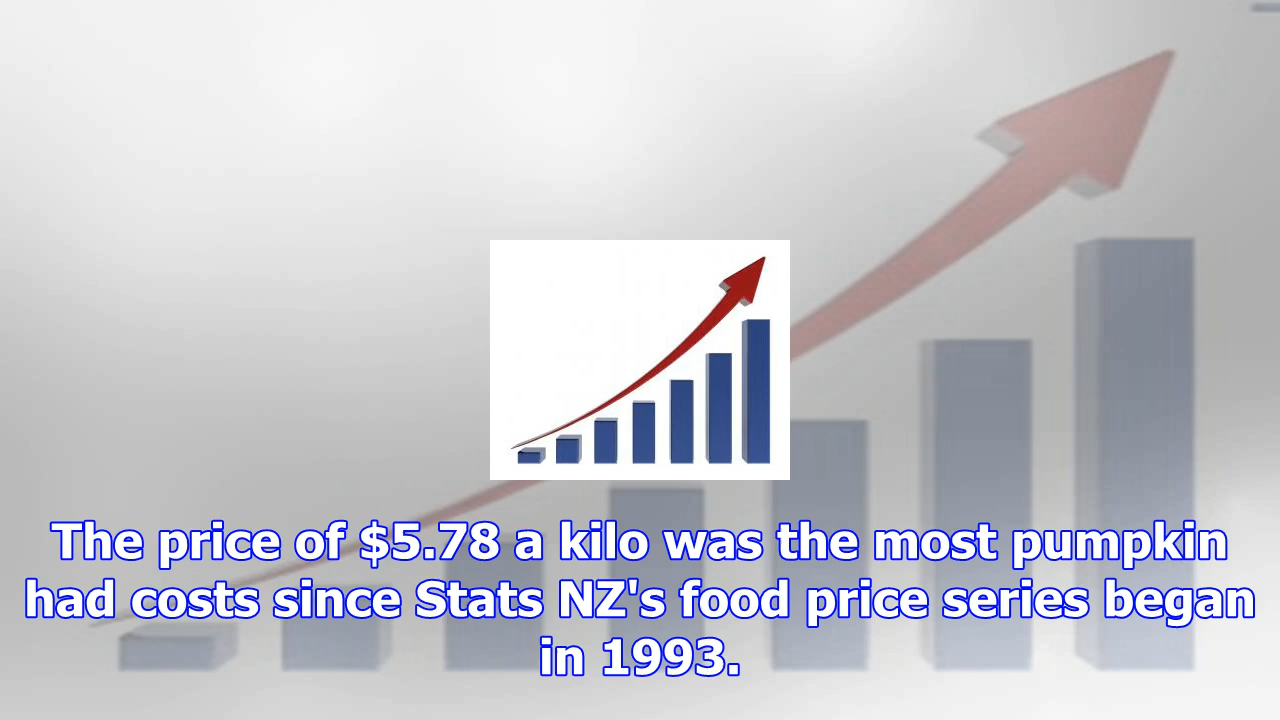 The price of $5.78 a kilo was the most pumpkin
had costs since Stats NZ's food price series began
in 1993.